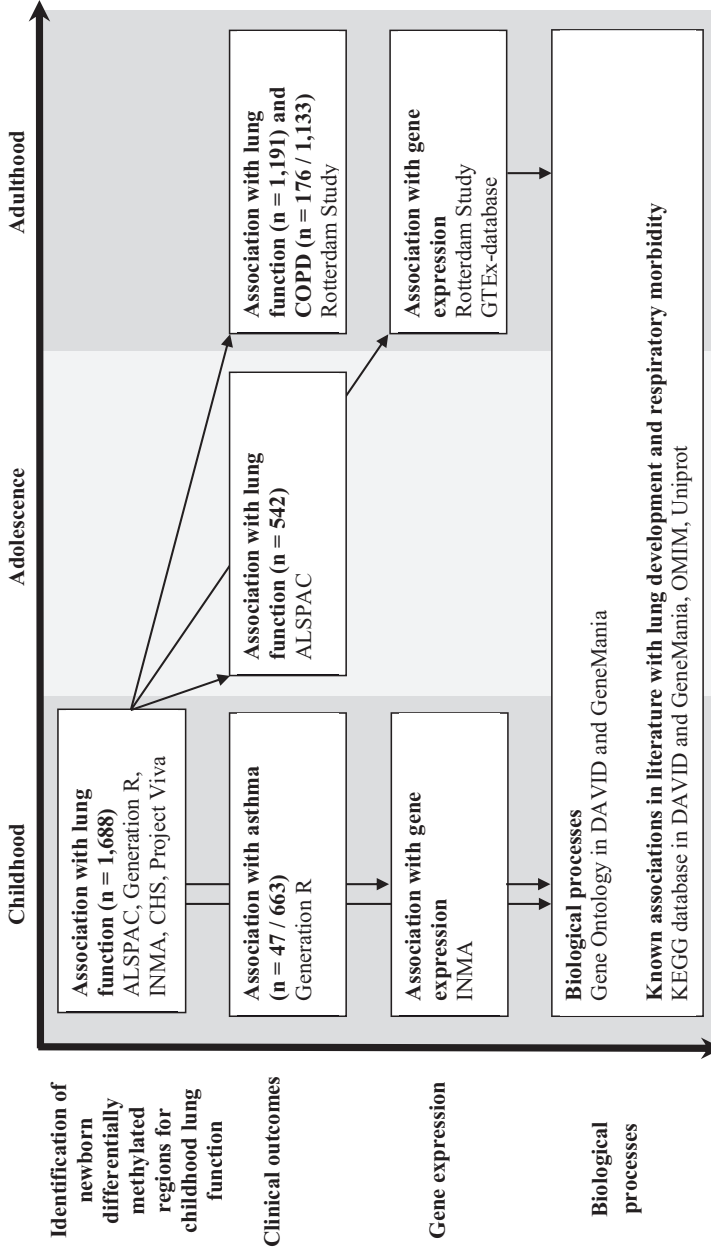 Childhood
Adolescence
Adulthood
Identification of
newborn
differentially
methylated
regions for
childhood lung
function
Association with lung
function (n = 1,688)
ALSPAC, Generation R,
INMA, CHS, Project Viva
Clinical outcomes
Association with asthma
(n = 47 / 663)
Generation R
Association with lung
function (n = 542)
ALSPAC
Association with lung
function (n = 1,191) and
COPD (n = 176 / 1,133)
Rotterdam Study
Gene expression
Association with gene
expression
INMA
Association with gene
expression
Rotterdam Study
GTEx-database
Biological
processes
Biological processes
Gene Ontology in DAVID and GeneMania
Known associations in literature with lung development and respiratory morbidity
KEGG database in DAVID and GeneMania, OMIM, Uniprot